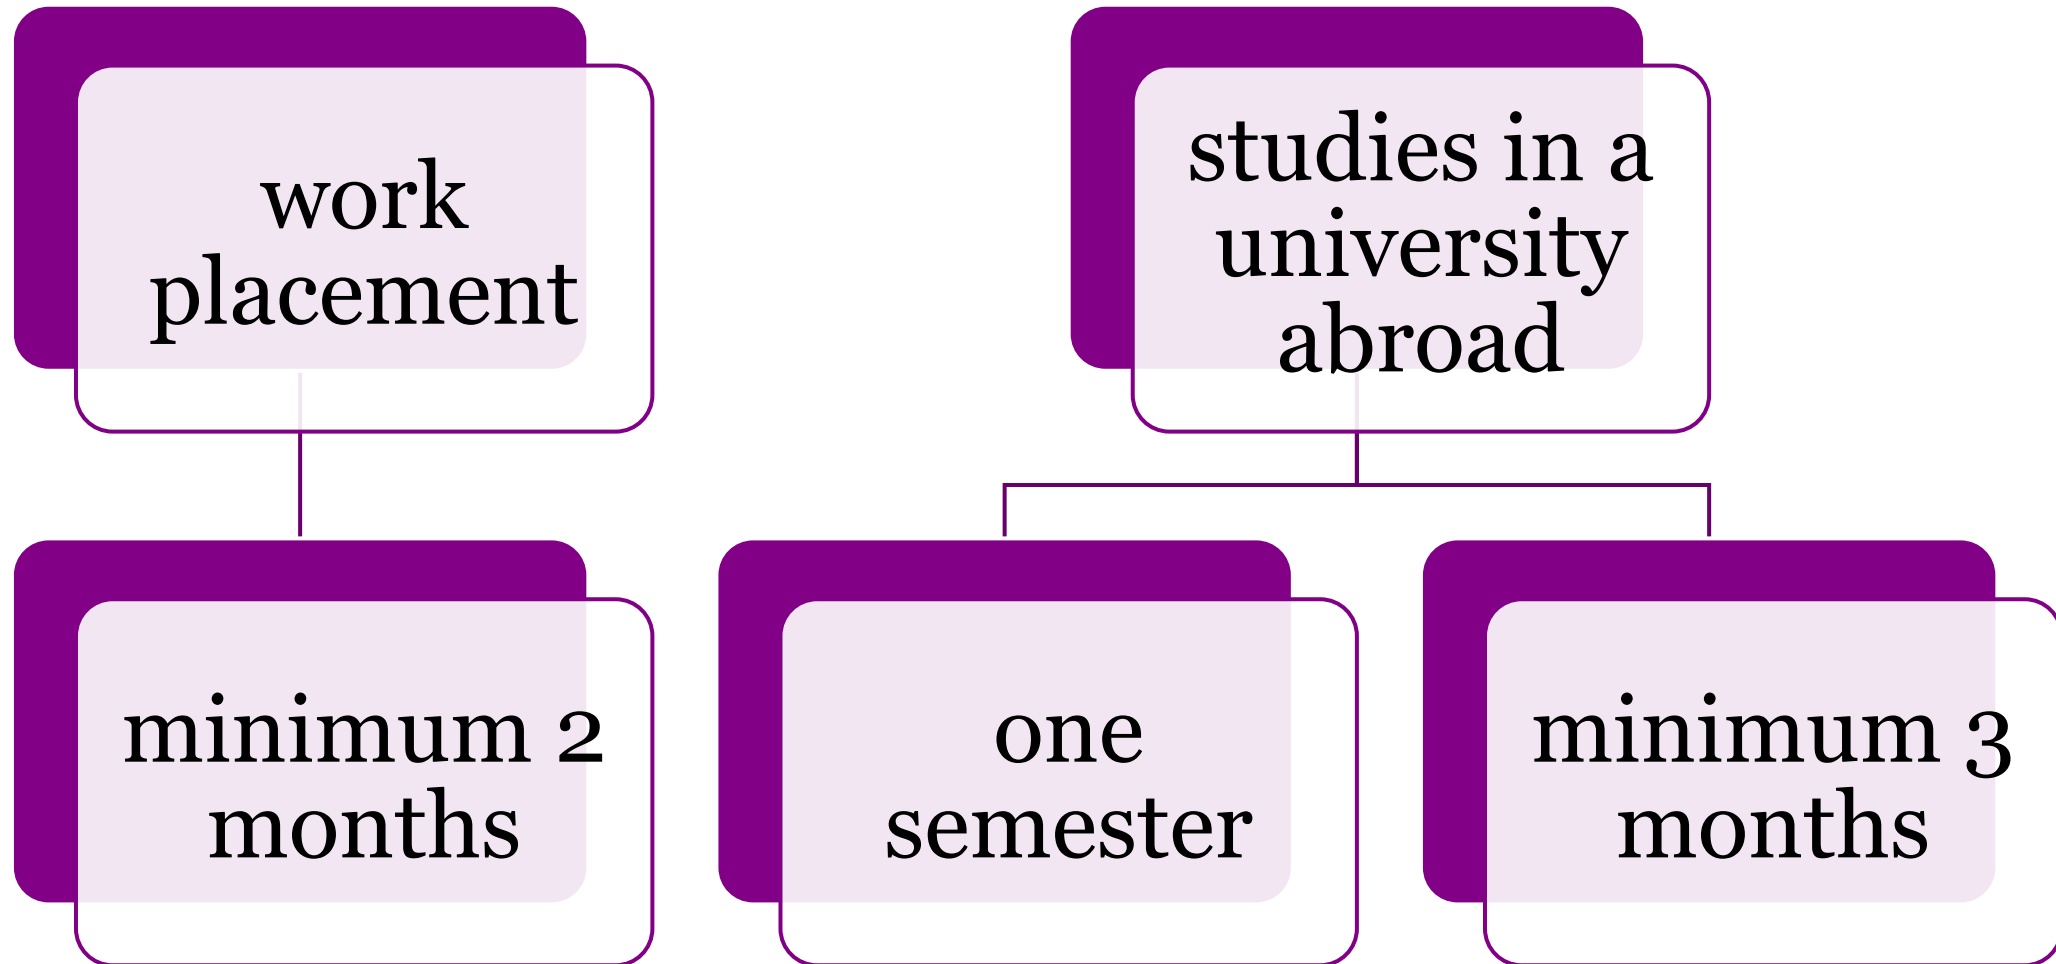 work
placement
studies in a
university
abroad
minimum 2
months
one
semester
minimum 3
months